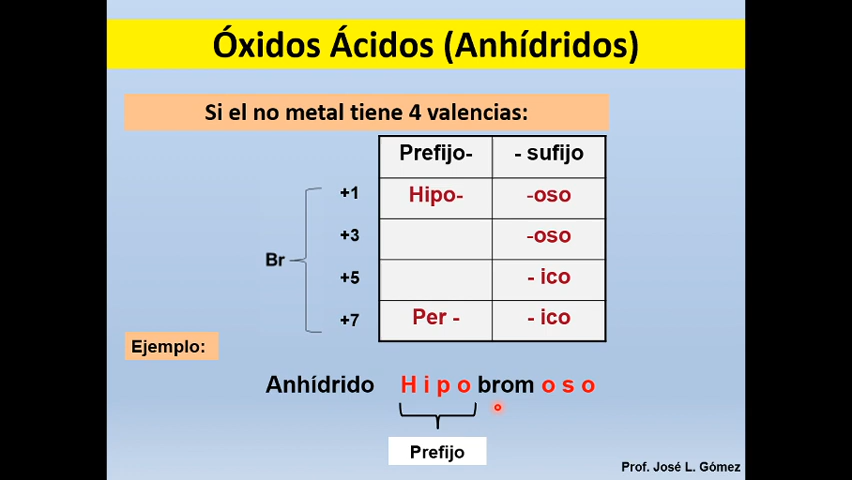 Óxidos Ácidos (Anhídridos)
Si el no metal tiene 4 valencias:
Prefijo- - sufijo
+1 Hipo- -oso
+3 -oso
Br
+5 - ico
+7 Per - - ico
Ejemplo:
Anhídrido H i p o brom o s o
Prefijo
Prof. José L. Gómez